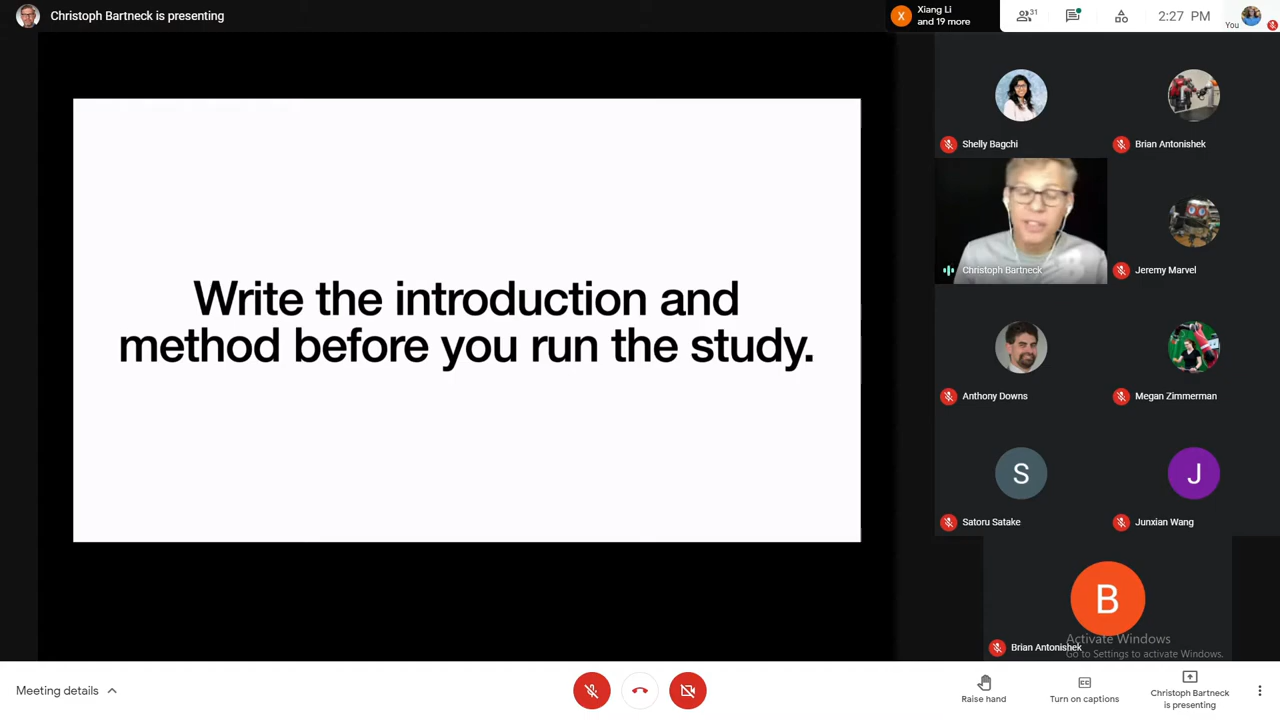 Christoph Bartneck is presenting
Xiang Li
and 19 more
31
2:27 PM
You
Write the introduction and
method before you run the study.
Shelly Bagchi
Brian Antonishek
Christoph Bartneck
Jeremy Marvel
Anthony Downs
Megan Zimmerman
S
J
Satoru Satake
Junxian Wang
B
Brian Antonishek
Activate Windows
Go to Settings to activate Windows.
Meeting details
Raise hand
Turn on captions
Christoph Bartneck
is presenting
X